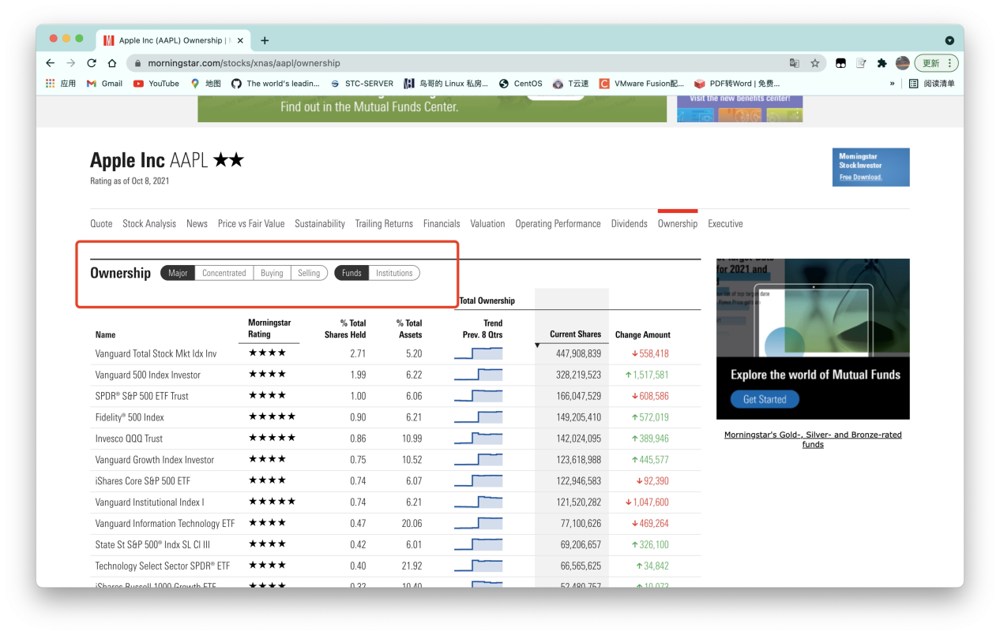 Apple Inc (AAPL) Ownership |
morningstar.com/stocks/xnas/aapl/ownership
更新
应用 Gmail YouTube 地图 The world's leadin... STC-SERVER 鸟哥的 Linux 私房... CentOS T云速 VMware Fusion配... PDF转Word | 免费... » 阅读清单
Find out in the Mutual Funds Center.
Visit the new benefits center!
Apple Inc AAPL ★★
Rating as of Oct 8, 2021
Morningstar
StockInvestor
Free Download.
Quote Stock Analysis News Price vs Fair Value Sustainability Trailing Returns Financials Valuation Operating Performance Dividends Ownership Executive
Ownership Major Concentrated Buying Selling Funds Institutions
Total Ownership
Name Morningstar Rating % Total Shares Held % Total Assets Trend Prev. 8 Qtrs Current Shares Change Amount
Vanguard Total Stock Mkt Idx Inv ★★★★ 2.71 5.20 447,908,839 ↓558,418
Vanguard 500 Index Investor ★★★★ 1.99 6.22 328,219,523 ↑1,517,581
SPDR® S&P 500 ETF Trust ★★★★ 1.00 6.06 166,047,529 ↓608,586
Fidelity® 500 Index ★★★★★ 0.90 6.21 149,205,410 ↑572,019
Invesco QQQ Trust ★★★★★ 0.86 10.99 142,024,095 ↑389,946
Vanguard Growth Index Investor ★★★★ 0.75 10.52 123,618,988 ↑445,577
iShares Core S&P 500 ETF ★★★★ 0.74 6.07 122,946,583 ↓92,390
Vanguard Institutional Index I ★★★★★ 0.74 6.21 121,520,282 ↓1,047,600
Vanguard Information Technology ETF ★★★★ 0.47 20.06 77,100,626 ↓469,264
State St S&P 500® Indx SL Cl III ★★★★ 0.42 6.01 69,206,657 ↑326,100
Technology Select Sector SPDR® ETF ★★★★ 0.40 21.92 66,565,625 ↑34,842
iShares Russell 1000 Growth ETF ★★★★ 0.32 10.40 52,480,757 ↑10,073
for 2021 and
Explore the world of Mutual Funds
Get Started
Morningstar's Gold-, Silver- and Bronze-rated
funds